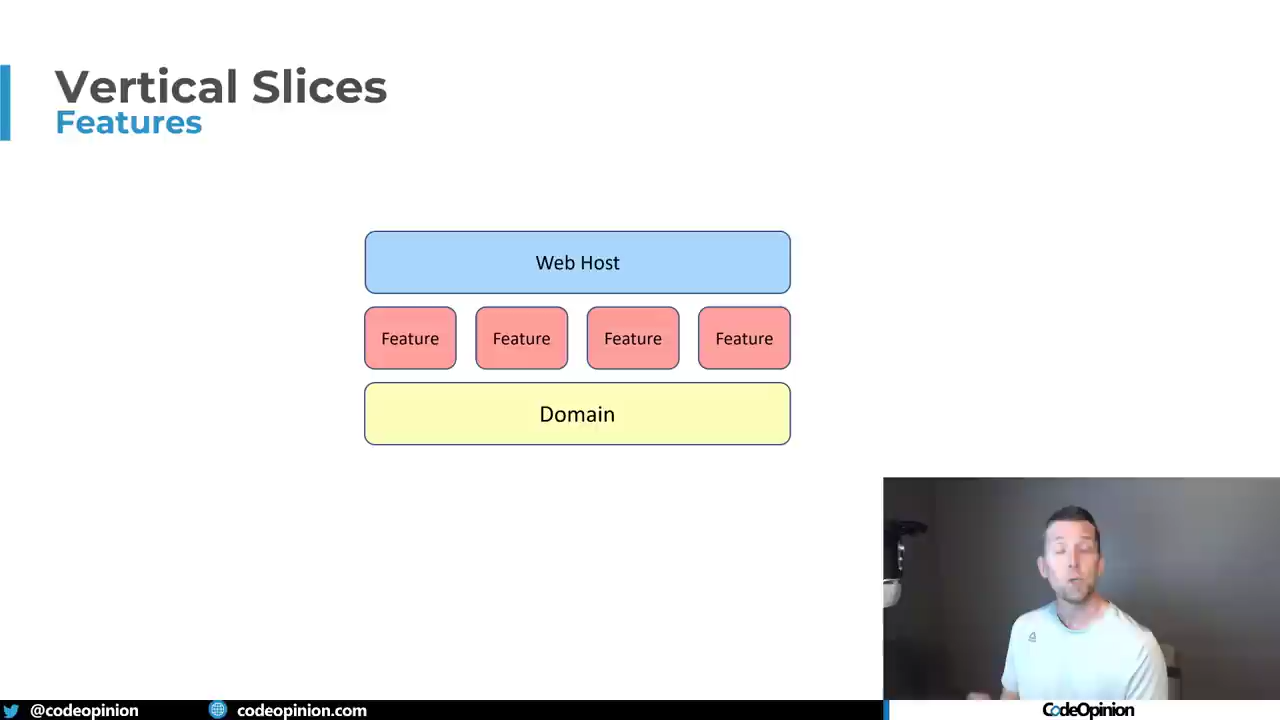 Vertical Slices
Features
Web Host
Feature Feature Feature Feature
Domain
@codeopinion codeopinion.com CodeOpinion